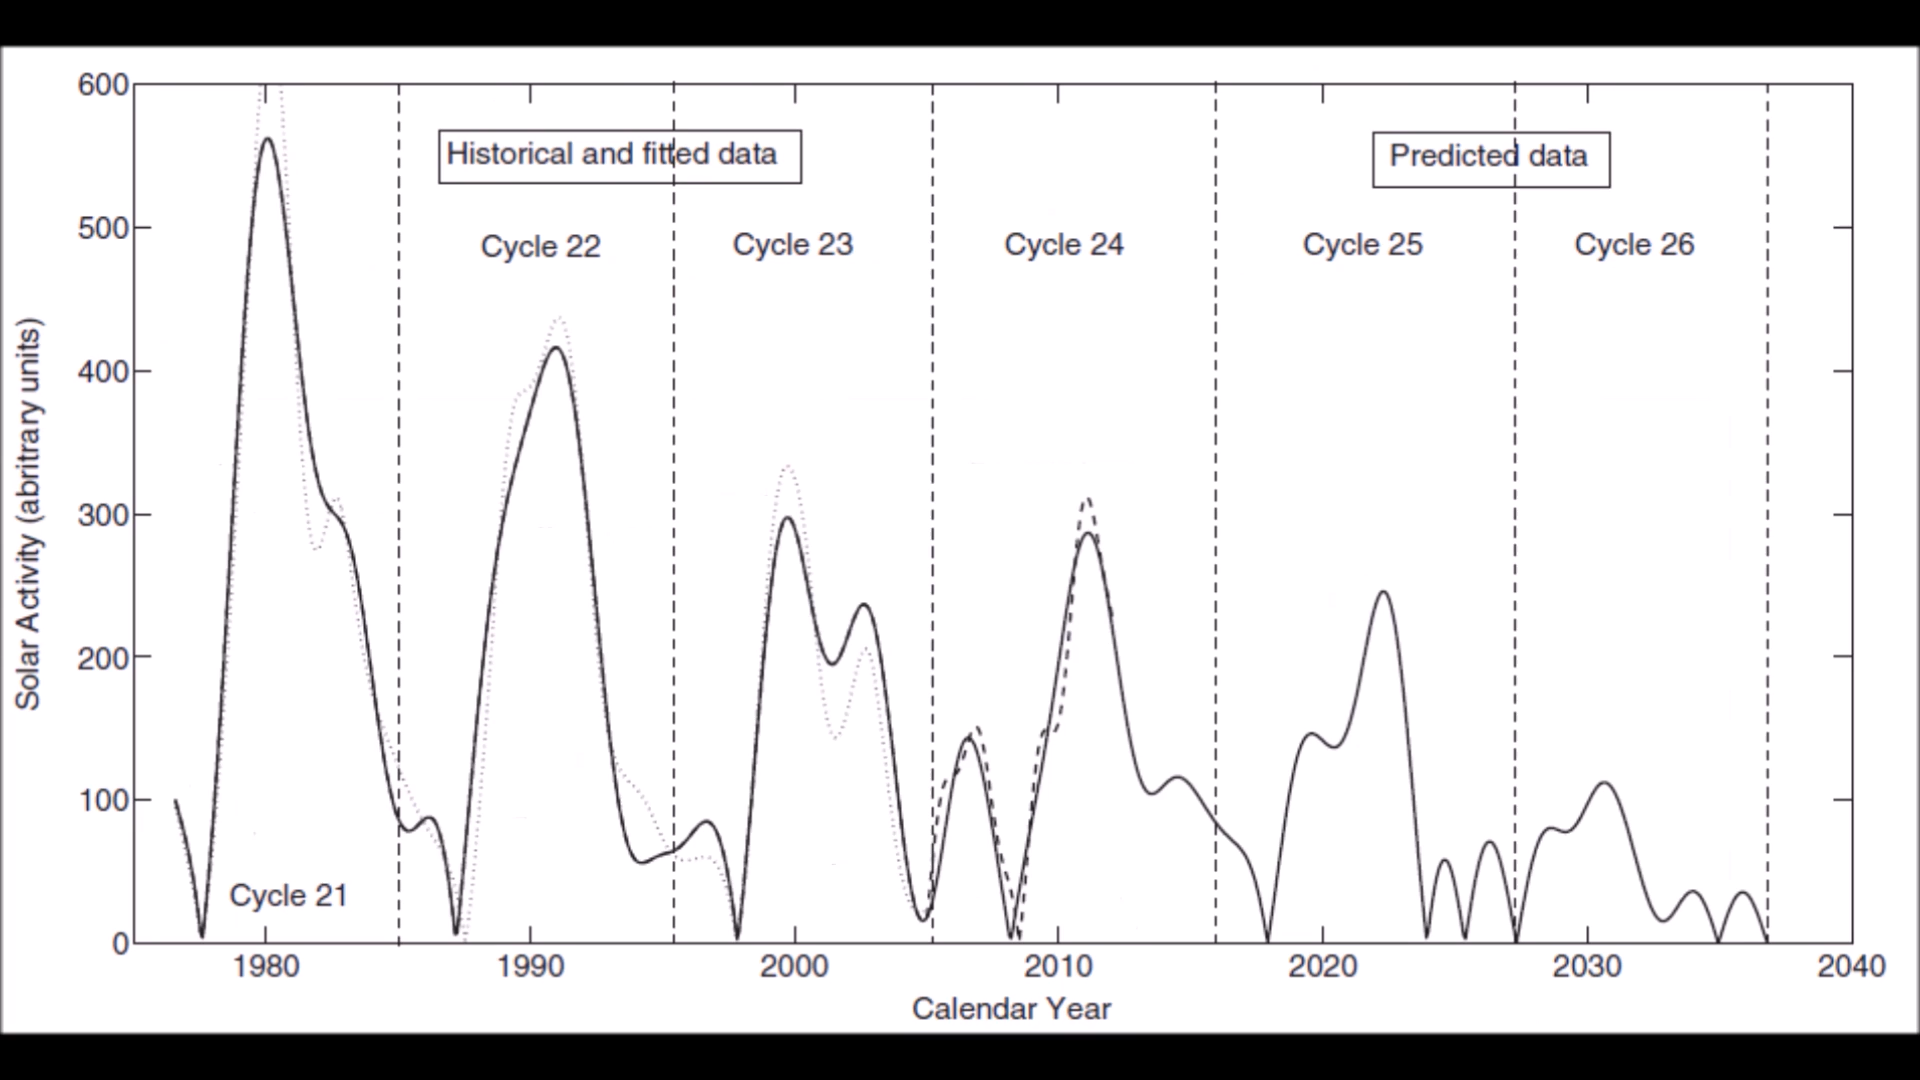 600
500
400
300
200
100
0
Historical and fitted data
Predicted data
Cycle 22
Cycle 23
Cycle 24
Cycle 25
Cycle 26
Cycle 21
Solar Activity (abritrary units)
1980
1990
2000
2010
2020
2030
2040
Calendar Year